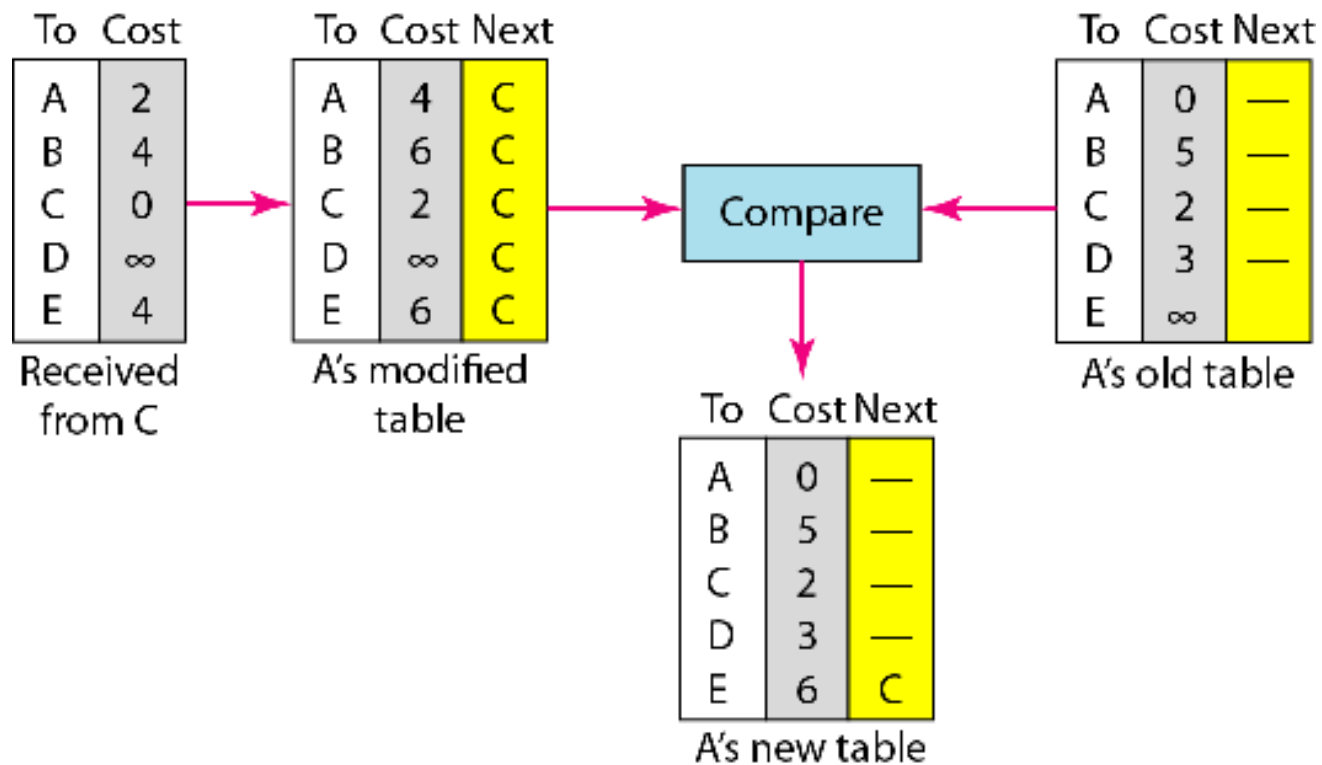 To Cost
A 2
B 4
C 0
D ∞
E 4
Received
from C
To Cost Next
A 4 C
B 6 C
C 2 C
D ∞ C
E 6 C
A's modified
table
Compare
To Cost Next
A 0 —
B 5 —
C 2 —
D 3 —
E ∞
A's old table
To Cost Next
A 0 —
B 5 —
C 2 —
D 3 —
E 6 C
A's new table